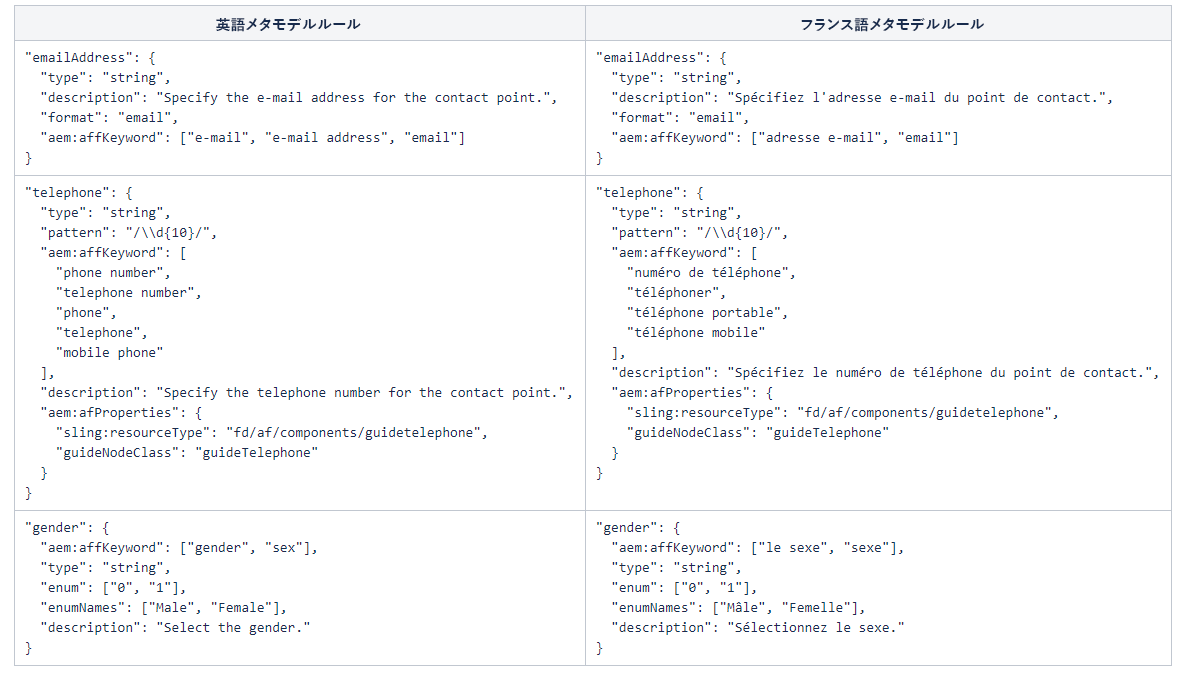 英語メタモデルルール
フランス語メタモデルルール
"emailAddress": {
  "type": "string",
  "description": "Specify the e-mail address for the contact point.",
  "format": "email",
  "aem:affKeyword": ["e-mail", "e-mail address", "email"]
}
"emailAddress": {
  "type": "string",
  "description": "Spécifiez l'adresse e-mail du point de contact.",
  "format": "email",
  "aem:affKeyword": ["adresse e-mail", "email"]
}
"telephone": {
  "type": "string",
  "pattern": "/\\d{10}/",
  "aem:affKeyword": [
    "phone number",
    "telephone number",
    "phone",
    "telephone",
    "mobile phone"
  ],
  "description": "Specify the telephone number for the contact point.",
  "aem:afProperties": {
    "sling:resourceType": "fd/af/components/guidetelephone",
    "guideNodeClass": "guideTelephone"
  }
}
"telephone": {
  "type": "string",
  "pattern": "/\\d{10}/",
  "aem:affKeyword": [
    "numéro de téléphone",
    "téléphoner",
    "téléphone portable",
    "téléphone mobile"
  ],
  "description": "Spécifiez le numéro de téléphone du point de contact.",
  "aem:afProperties": {
    "sling:resourceType": "fd/af/components/guidetelephone",
    "guideNodeClass": "guideTelephone"
  }
}
"gender": {
  "aem:affKeyword": ["gender", "sex"],
  "type": "string",
  "enum": ["0", "1"],
  "enumNames": ["Male", "Female"],
  "description": "Select the gender."
}
"gender": {
  "aem:affKeyword": ["le sexe", "sexe"],
  "type": "string",
  "enum": ["0", "1"],
  "enumNames": ["Mâle", "Femelle"],
  "description": "Sélectionnez le sexe."
}